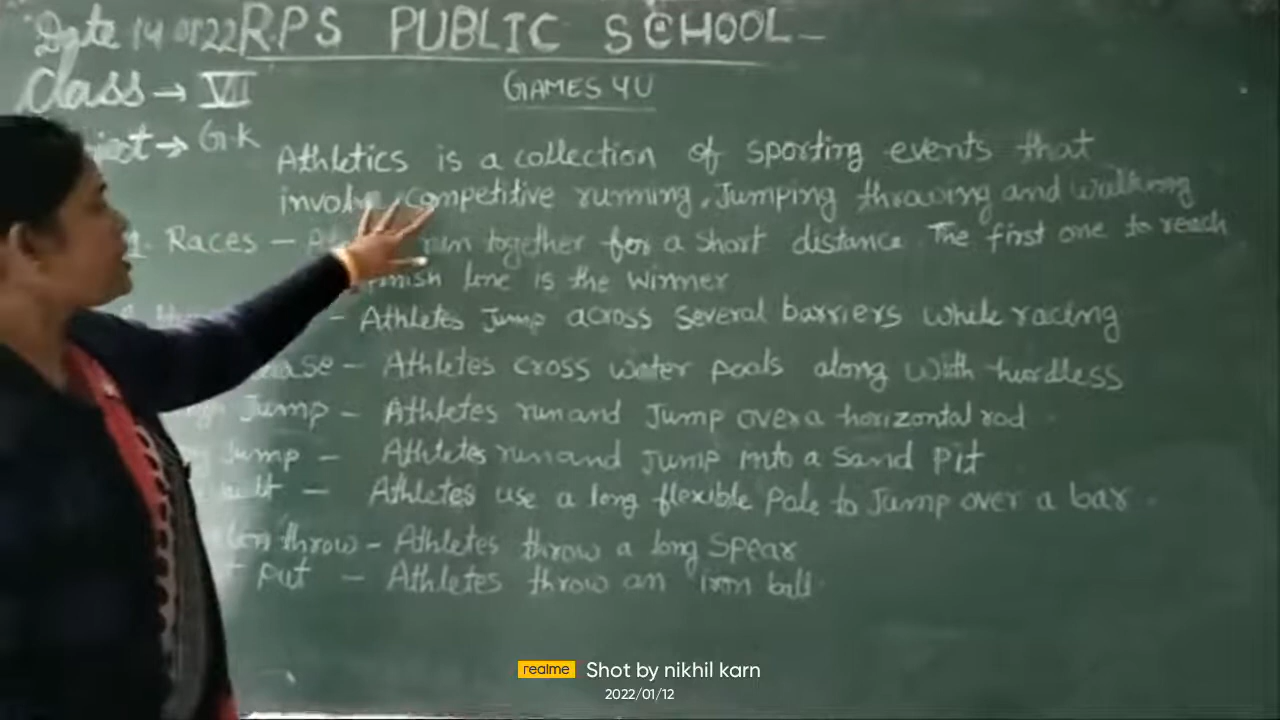 Date 14 01 22 R.P.S PUBLIC SCHOOL
Class → VII
GAMES 4U
→ G.K
Athletics is a collection of sporting events that
involve competitive running, Jumping throwing and walking
1. Races - run together for a short distance. The first one to reach
finish line is the winner
- Athletes Jump across several barriers while racing
ase - Athletes cross water pools along with hurdless
Jump - Athletes run and Jump over a horizontal rod
Jump - Athletes run and Jump into a sand pit
ault - Athletes use a long flexible Pole to Jump over a bar.
throw - Athletes throw a long spear
t put - Athletes throw an iron ball
realme Shot by nikhil karn
2022/01/12